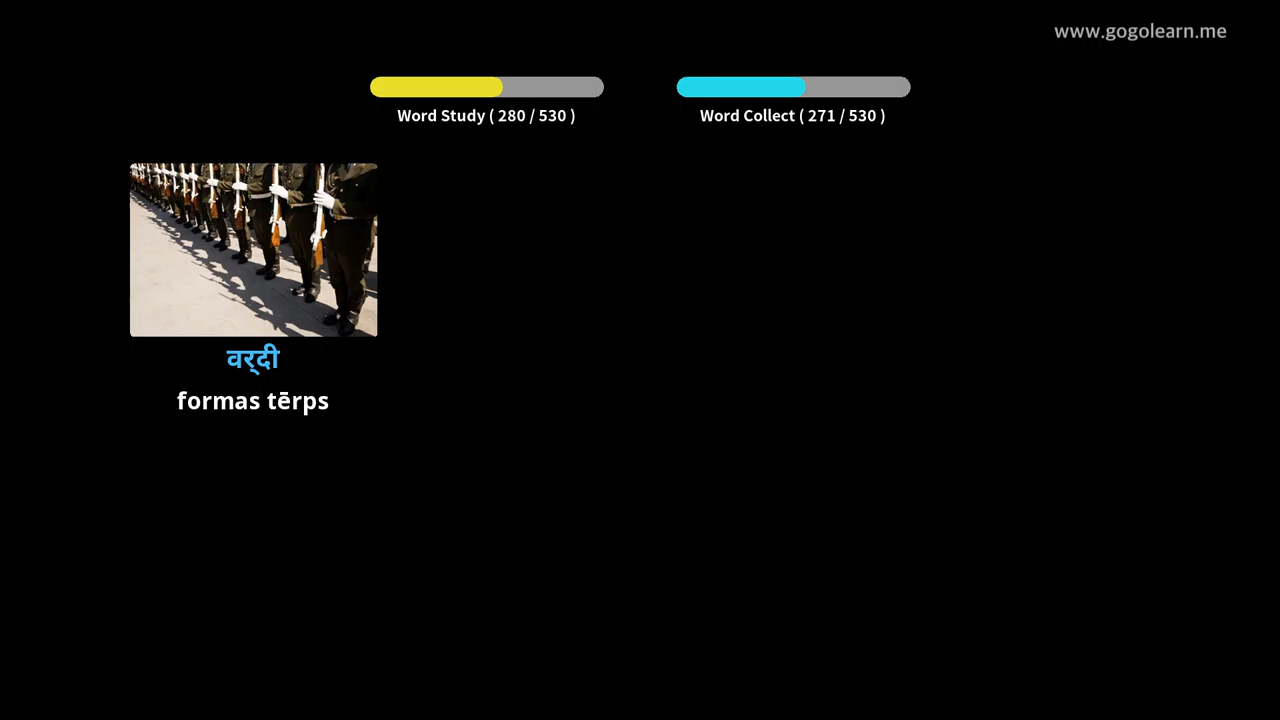 www.gogolearn.me
Word Study ( 280 / 530 )
Word Collect ( 271 / 530 )
वर्‍दी
formas tērps